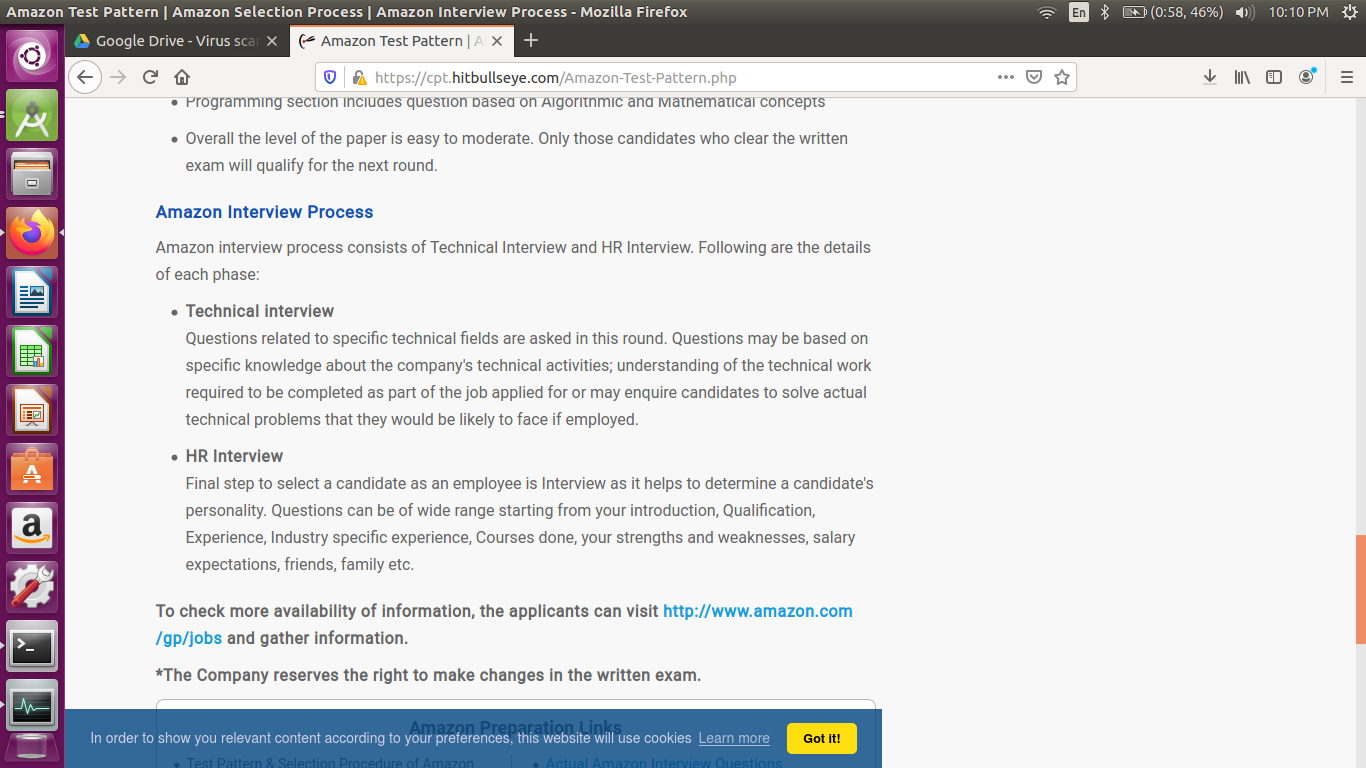 Amazon Test Pattern | Amazon Selection Process | Amazon Interview Process - Mozilla Firefox
En
(0:58, 46%)
10:10 PM
Google Drive - Virus scan
Amazon Test Pattern | A
https://cpt.hitbullseye.com/Amazon-Test-Pattern.php
• Programming section includes question based on Algorithmic and Mathematical concepts
• Overall the level of the paper is easy to moderate. Only those candidates who clear the written
exam will qualify for the next round.
Amazon Interview Process
Amazon interview process consists of Technical Interview and HR Interview. Following are the details
of each phase:
• Technical interview
Questions related to specific technical fields are asked in this round. Questions may be based on
specific knowledge about the company's technical activities; understanding of the technical work
required to be completed as part of the job applied for or may enquire candidates to solve actual
technical problems that they would be likely to face if employed.
• HR Interview
Final step to select a candidate as an employee is Interview as it helps to determine a candidate's
personality. Questions can be of wide range starting from your introduction, Qualification,
Experience, Industry specific experience, Courses done, your strengths and weaknesses, salary
expectations, friends, family etc.
To check more availability of information, the applicants can visit http://www.amazon.com
/gp/jobs and gather information.
*The Company reserves the right to make changes in the written exam.
Amazon Preparation Links
In order to show you relevant content according to your preferences, this website will use cookies Learn more
Got it!
• Test Pattern & Selection Procedure of Amazon
• Actual Amazon Interview Questions